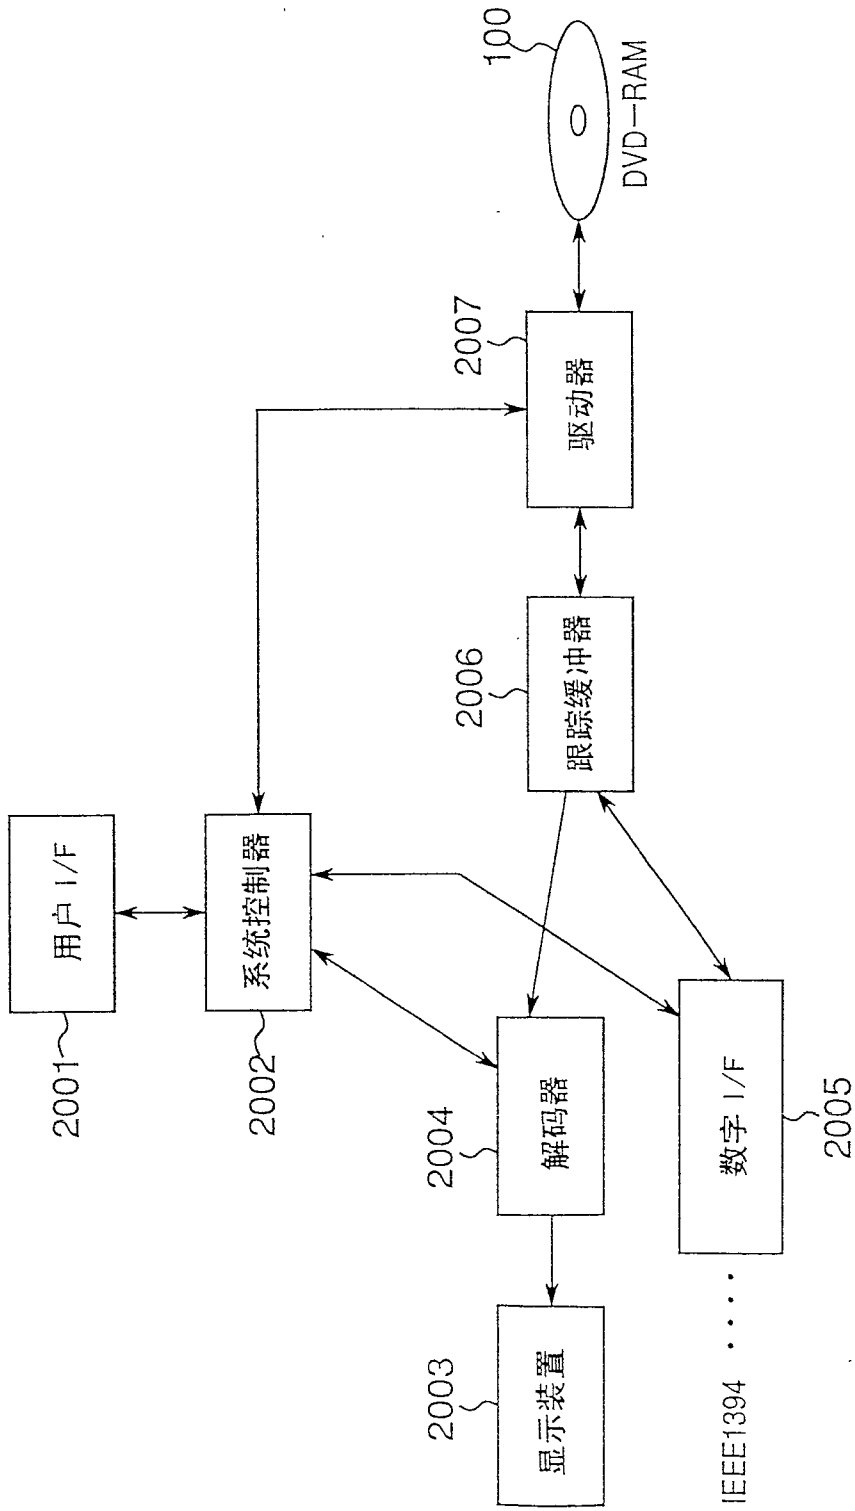 2001
用户 I/F
2002
系统控制器
2003
显示装置
2004
解码器
2006
跟踪缓冲器
2007
驱动器
100
DVD—RAM
IEEE1394 ····
数字 I/F
2005